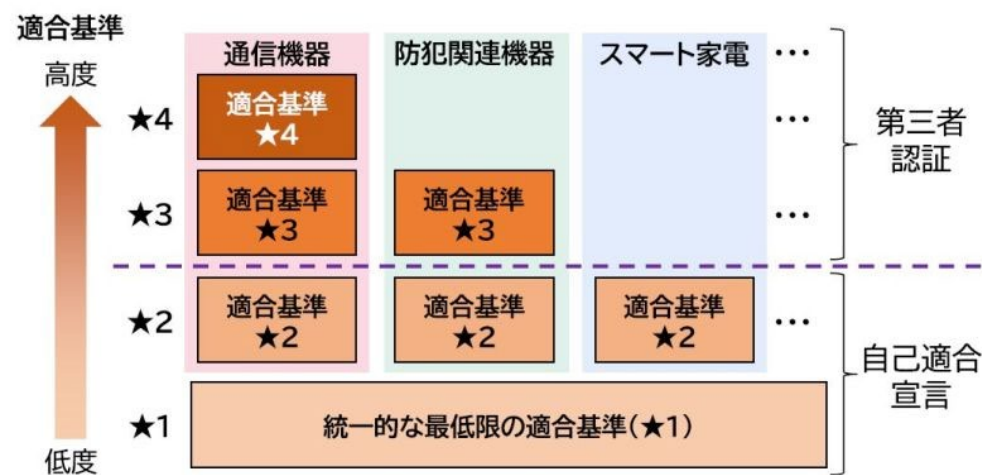 適合基準
高度
低度
通信機器 防犯関連機器 スマート家電 …
★4
適合基準
★4
…
第三者
認証
★3
適合基準
★3
適合基準
★3
…
★2
適合基準
★2
適合基準
★2
適合基準
★2
…
自己適合
宣言
★1
統一的な最低限の適合基準(★1)